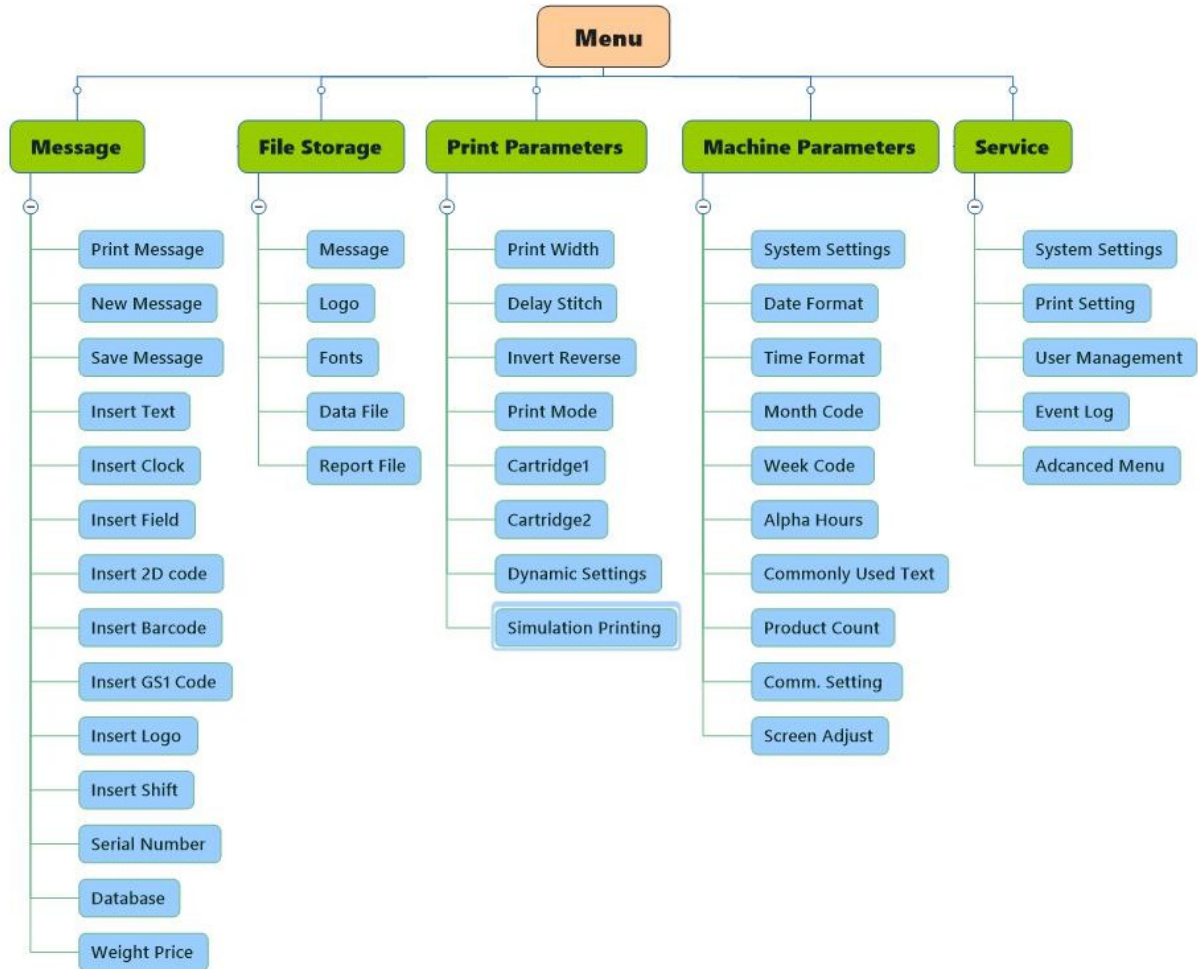 Menu
Message
File Storage
Print Parameters
Machine Parameters
Service
Print Message
New Message
Save Message
Insert Text
Insert Clock
Insert Field
Insert 2D code
Insert Barcode
Insert GS1 Code
Insert Logo
Insert Shift
Serial Number
Database
Weight Price
Message
Logo
Fonts
Data File
Report File
Print Width
Delay Stitch
Invert Reverse
Print Mode
Cartridge1
Cartridge2
Dynamic Settings
Simulation Printing
System Settings
Date Format
Time Format
Month Code
Week Code
Alpha Hours
Commonly Used Text
Product Count
Comm. Setting
Screen Adjust
System Settings
Print Setting
User Management
Event Log
Adcanced Menu